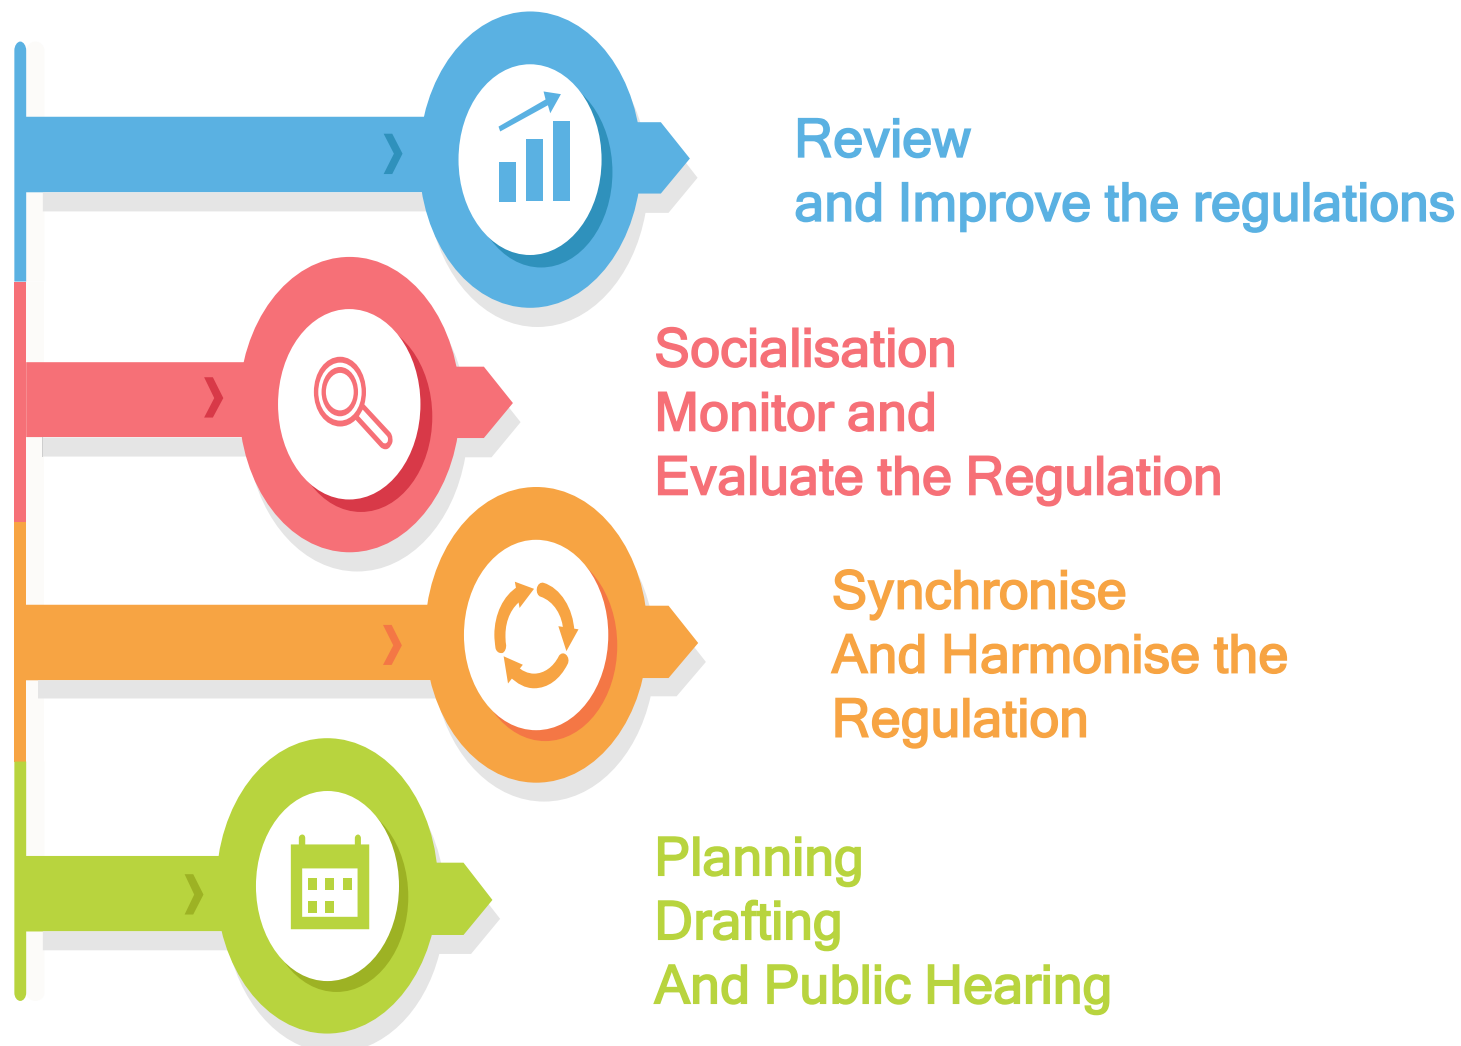 Review
and Improve the regulations
Socialisation
Monitor and
Evaluate the Regulation
Synchronise
And Harmonise the
Regulation
Planning
Drafting
And Public Hearing